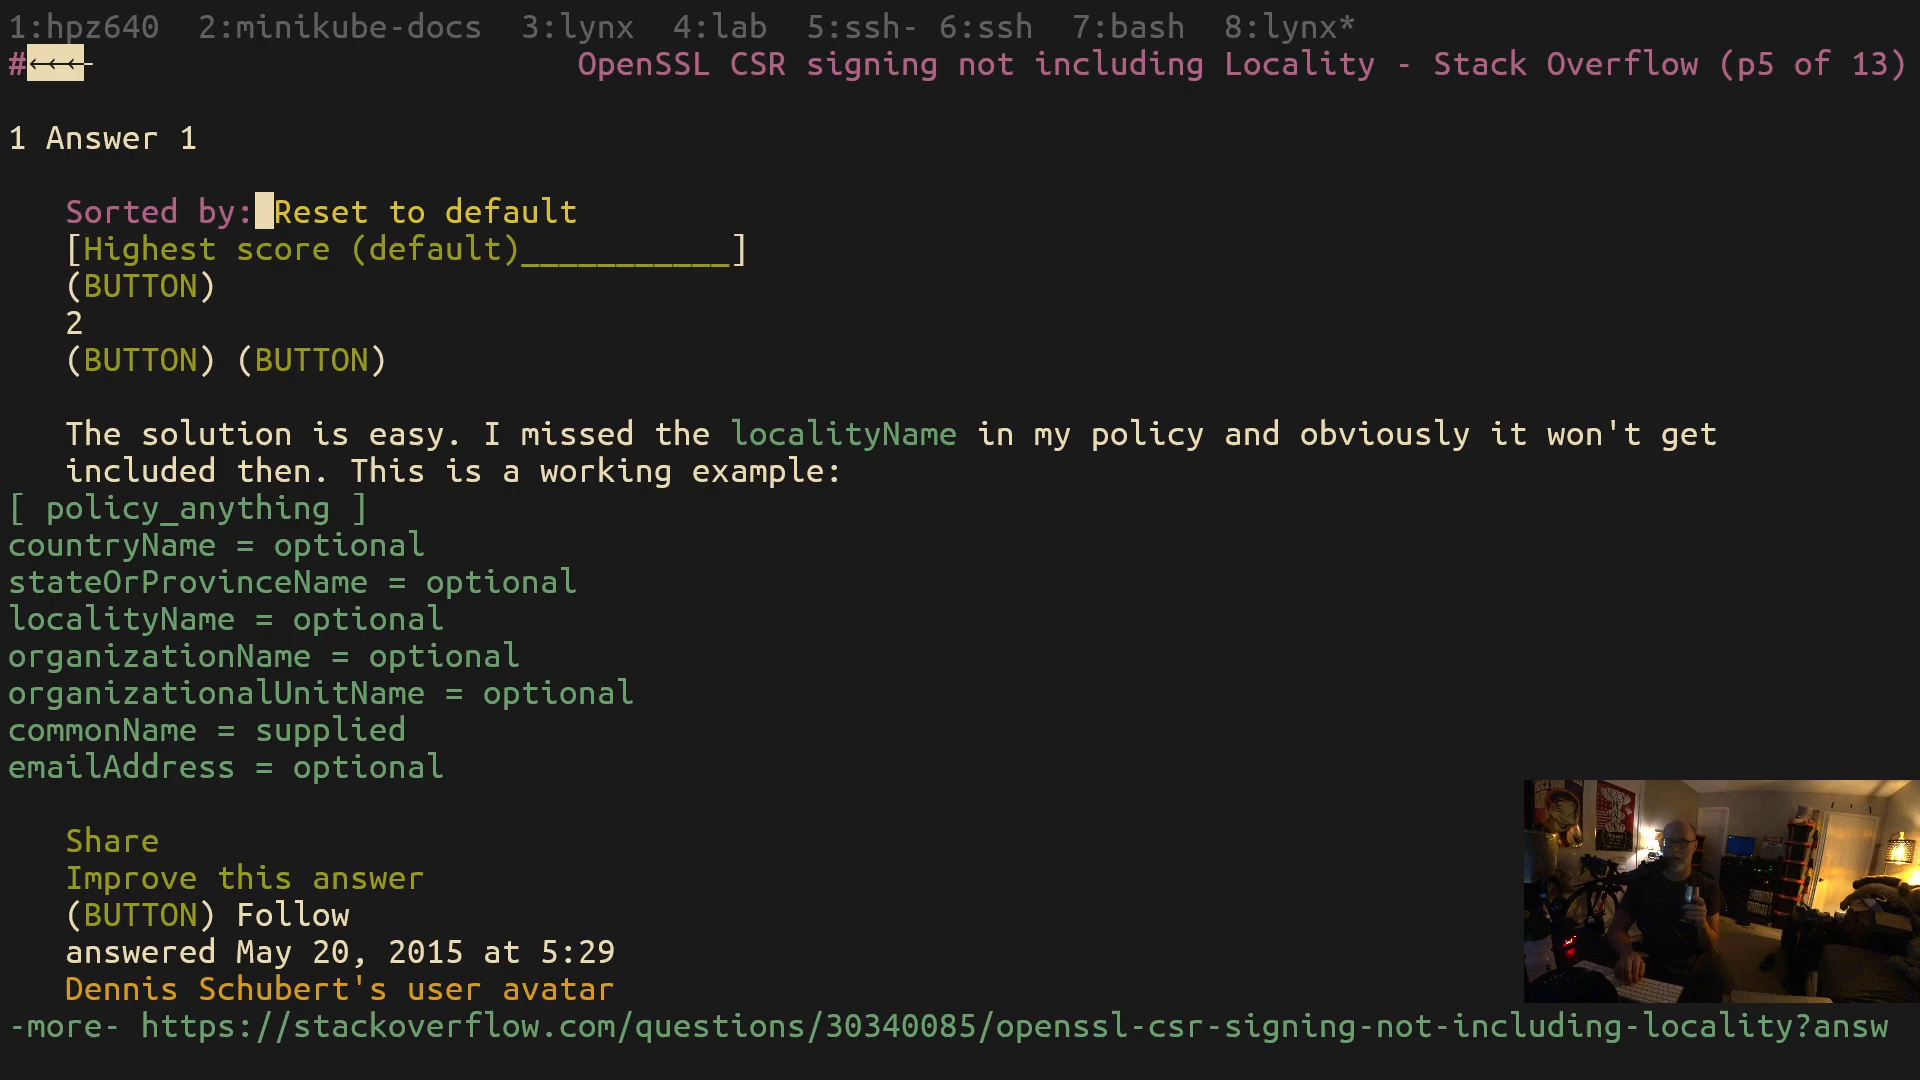 1:hpz640  2:minikube-docs  3:lynx  4:lab  5:ssh- 6:ssh  7:bash  8:lynx*
#←←←    OpenSSL CSR signing not including Locality - Stack Overflow (p5 of 13)
1 Answer 1
Sorted by: Reset to default
[Highest score (default)___________]
(BUTTON)
2
(BUTTON) (BUTTON)
The solution is easy. I missed the localityName in my policy and obviously it won't get
included then. This is a working example:
[ policy_anything ]
countryName = optional
stateOrProvinceName = optional
localityName = optional
organizationName = optional
organizationalUnitName = optional
commonName = supplied
emailAddress = optional
Share
Improve this answer
(BUTTON) Follow
answered May 20, 2015 at 5:29
Dennis Schubert's user avatar
-more- https://stackoverflow.com/questions/30340085/openssl-csr-signing-not-including-locality?answ